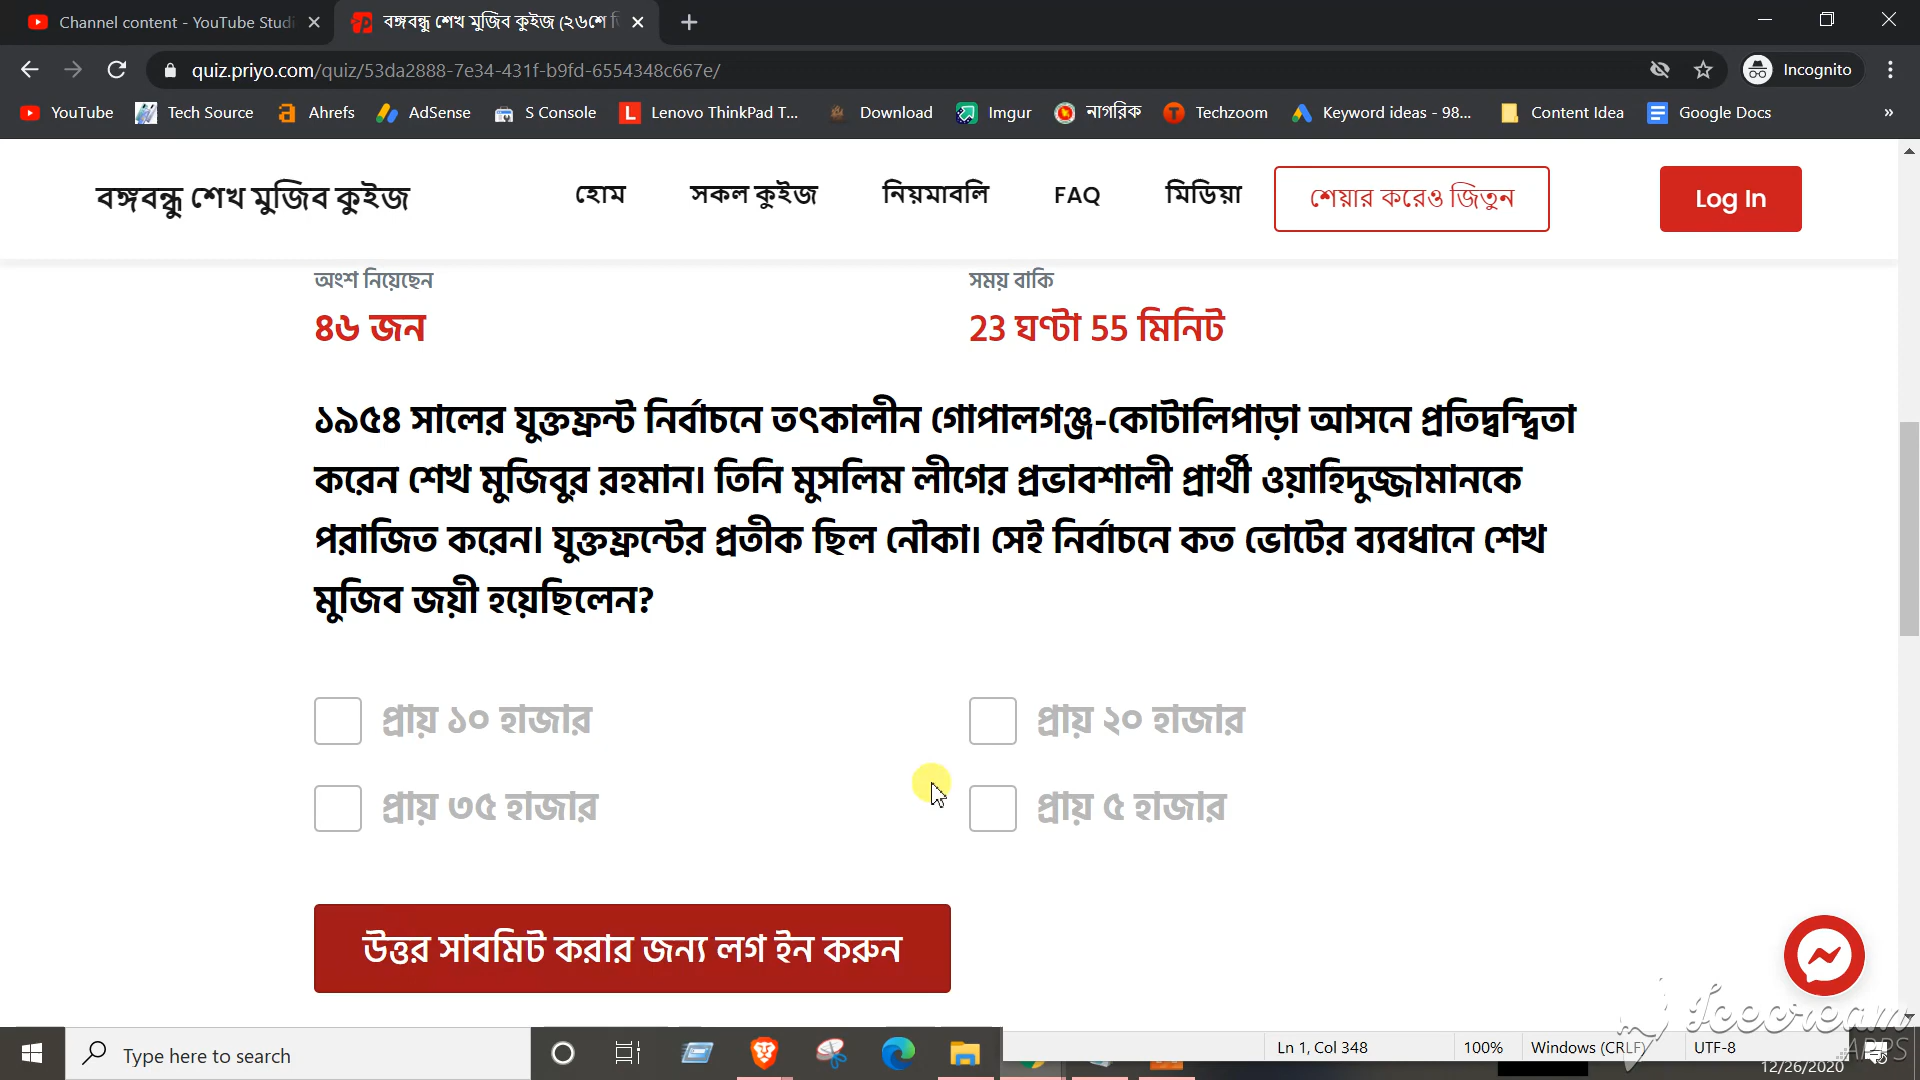 Channel content - YouTube Studi
বঙ্গবন্ধু শেখ মুজিব কুইজ (২৬শে ডি
quiz.priyo.com/quiz/53da2888-7e34-431f-b9fd-6554348c667e/
Incognito
YouTube Tech Source Ahrefs AdSense S Console Lenovo ThinkPad T... Download Imgur নাগরিক Techzoom Keyword ideas - 98... Content Idea Google Docs »
বঙ্গবন্ধু শেখ মুজিব কুইজ হোম সকল কুইজ নিয়মাবলি FAQ মিডিয়া শেয়ার করেও জিতুন Log In
অংশ নিয়েছেন সময় বাকি
৪৬ জন 23 ঘণ্টা 55 মিনিট
১৯৫৪ সালের যুক্তফ্রন্ট নির্বাচনে তৎকালীন গোপালগঞ্জ-কোটালিপাড়া আসনে প্রতিদ্বন্দ্বিতা
করেন শেখ মুজিবুর রহমান। তিনি মুসলিম লীগের প্রভাবশালী প্রার্থী ওয়াহিদুজ্জামানকে
পরাজিত করেন। যুক্তফ্রন্টের প্রতীক ছিল নৌকা। সেই নির্বাচনে কত ভোটের ব্যবধানে শেখ
মুজিব জয়ী হয়েছিলেন?
প্রায় ১০ হাজার প্রায় ২০ হাজার
প্রায় ৩৫ হাজার প্রায় ৫ হাজার
উত্তর সাবমিট করার জন্য লগ ইন করুন
Icecream
APPS
Type here to search
Ln 1, Col 348 100% Windows (CRLF) UTF-8
12/26/2020